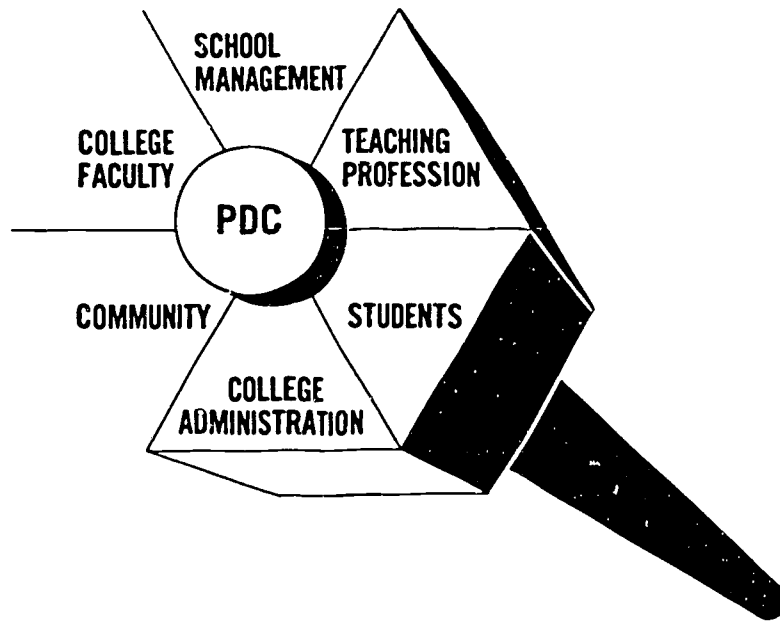 SCHOOL
MANAGEMENT
COLLEGE
FACULTY
TEACHING
PROFESSION
PDC
COMMUNITY
STUDENTS
COLLEGE
ADMINISTRATION